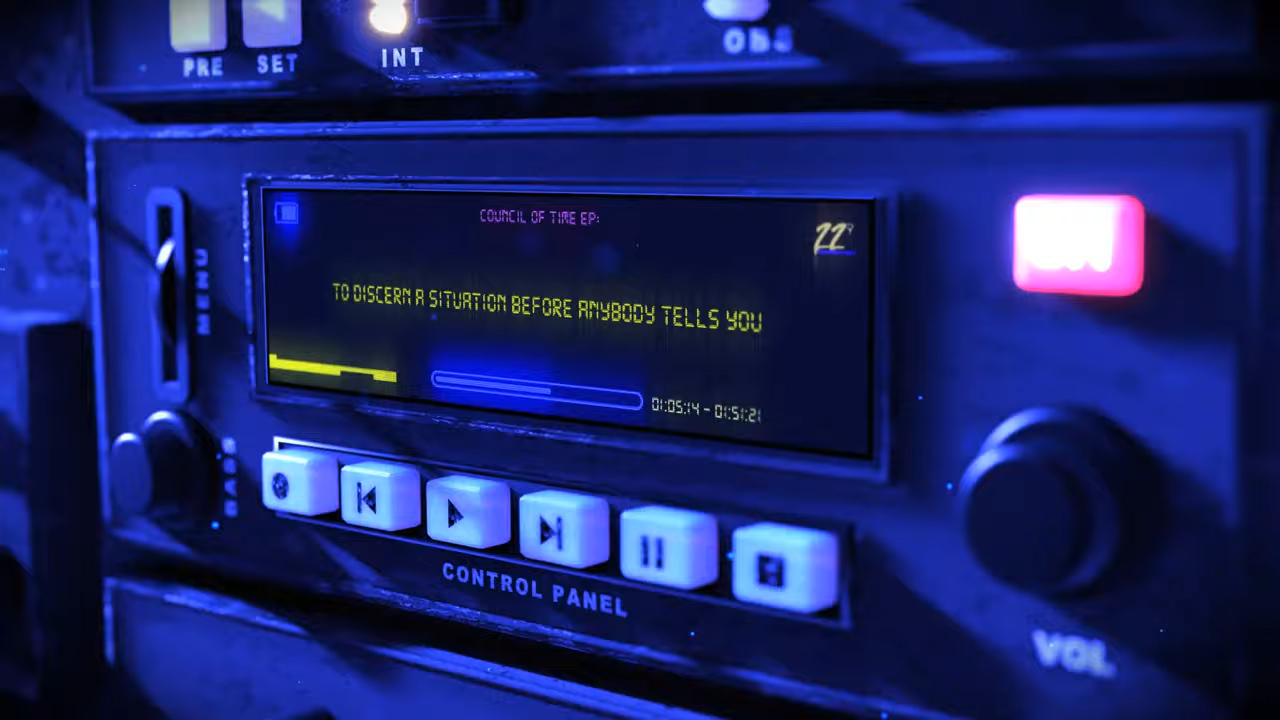 PRE SET INT
MENU
COUNCIL OF TIME EP:
22
TO DISCERN A SITUATION BEFORE ANYBODY TELLS YOU
01:05:14 - 01:51:21
BASS
CONTROL PANEL
VOL